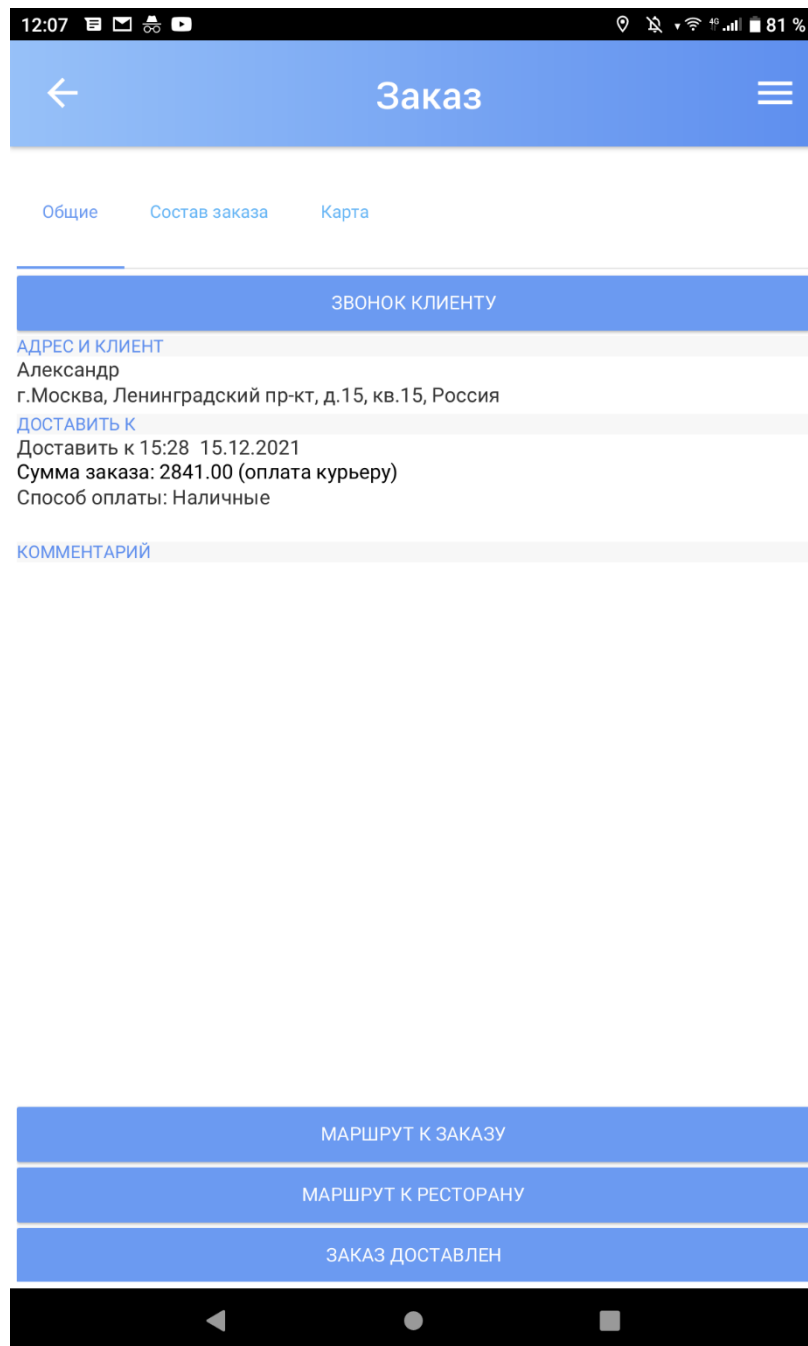 12:07 4G 81 %
Заказ
Общие Состав заказа Карта
ЗВОНОК КЛИЕНТУ
АДРЕС И КЛИЕНТ
Александр
г.Москва, Ленинградский пр-кт, д.15, кв.15, Россия
ДОСТАВИТЬ К
Доставить к 15:28 15.12.2021
Сумма заказа: 2841.00 (оплата курьеру)
Способ оплаты: Наличные
КОММЕНТАРИЙ
МАРШРУТ К ЗАКАЗУ
МАРШРУТ К РЕСТОРАНУ
ЗАКАЗ ДОСТАВЛЕН